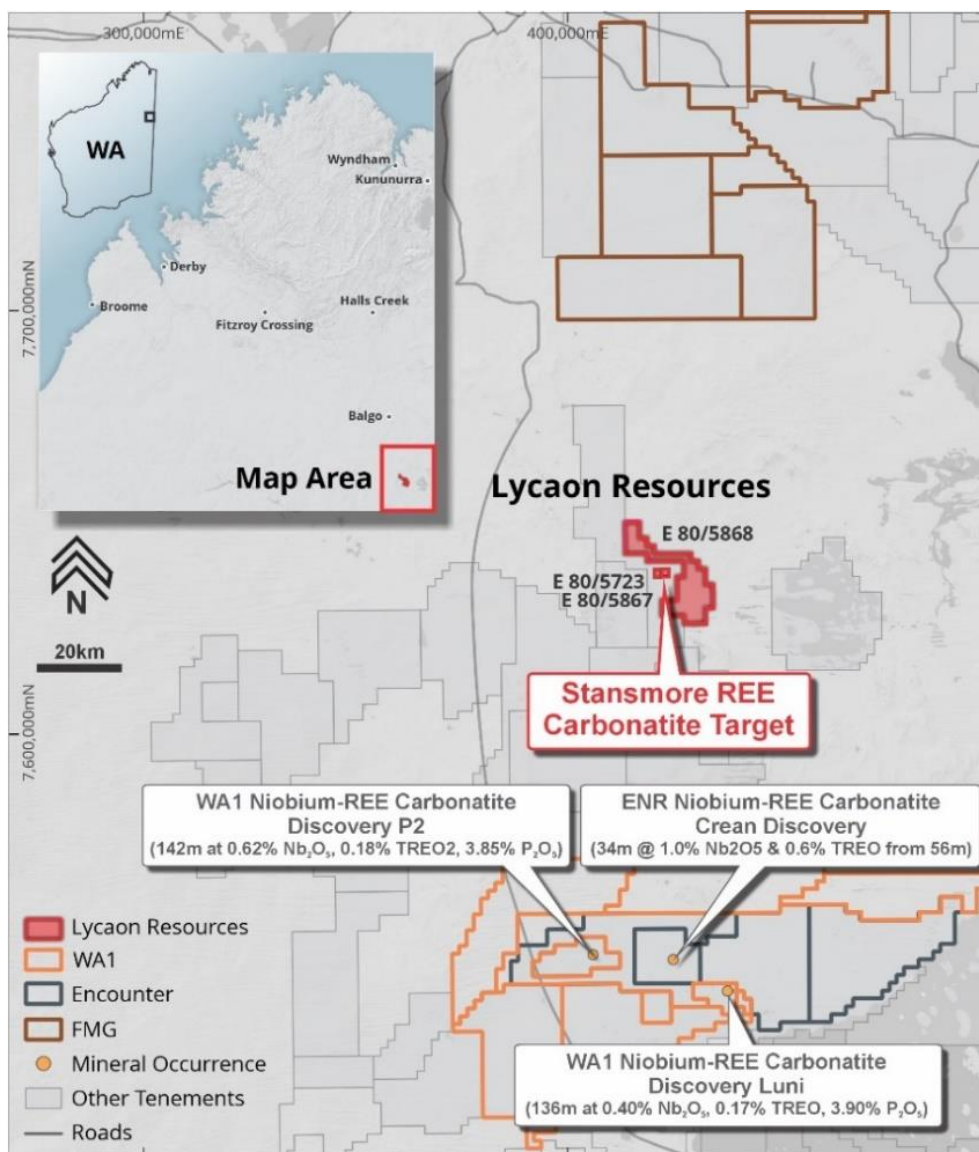 300,000mE
400,000mE
WA
Wyndham
Kununurra
Derby
Broome
Fitzroy Crossing
Halls Creek
Balgo
Map Area
7,700,000mN
Lycaon Resources
E 80/5868
E 80/5723
E 80/5867
N
20km
Stansmore REE
Carbonatite Target
7,600,000mN
WA1 Niobium-REE Carbonatite
Discovery P2
(142m at 0.62% Nb₂O₅, 0.18% TREO2, 3.85% P₂O₅)
ENR Niobium-REE Carbonatite
Crean Discovery
(34m @ 1.0% Nb2O5 & 0.6% TREO from 56m)
Lycaon Resources
WA1
Encounter
FMG
Mineral Occurrence
Other Tenements
Roads
WA1 Niobium-REE Carbonatite
Discovery Luni
(136m at 0.40% Nb₂O₅, 0.17% TREO, 3.90% P₂O₅)